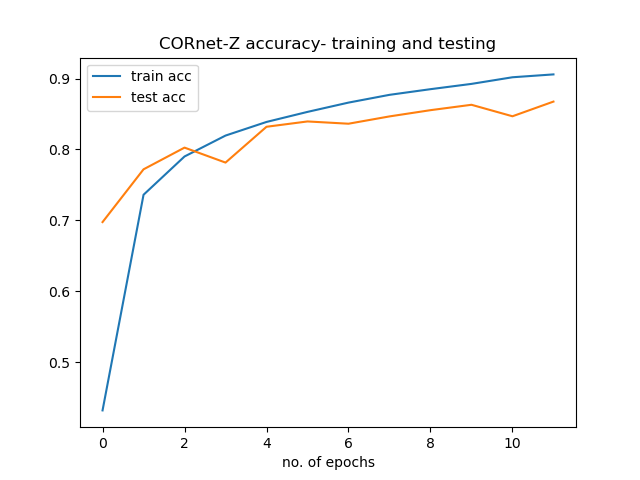 CORnet-Z accuracy- training and testing
train acc
test acc
0.9
0.8
0.7
0.6
0.5
0 2 4 6 8 10
no. of epochs